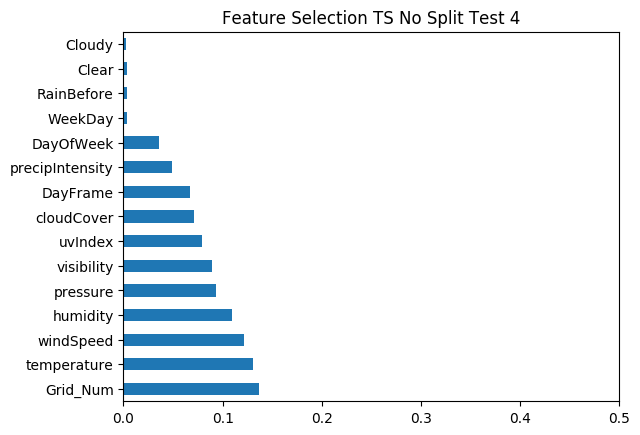 Feature Selection TS No Split Test 4
Cloudy
Clear
RainBefore
WeekDay
DayOfWeek
precipIntensity
DayFrame
cloudCover
uvIndex
visibility
pressure
humidity
windSpeed
temperature
Grid_Num
0.0 0.1 0.2 0.3 0.4 0.5